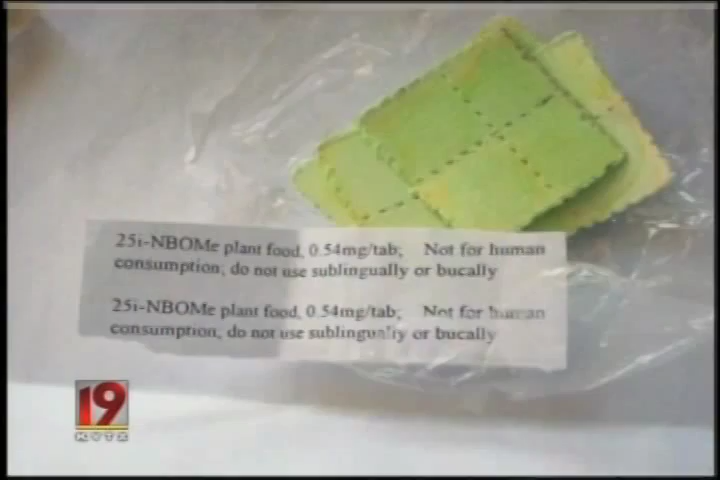 25i-NBOMe plant food, 0.54mg/tab; Not for human
consumption, do not use sublingually or bucally
25i-NBOMe plant food, 0.54mg/tab; Not for human
consumption, do not use sublingually or bucally
19
KVTX